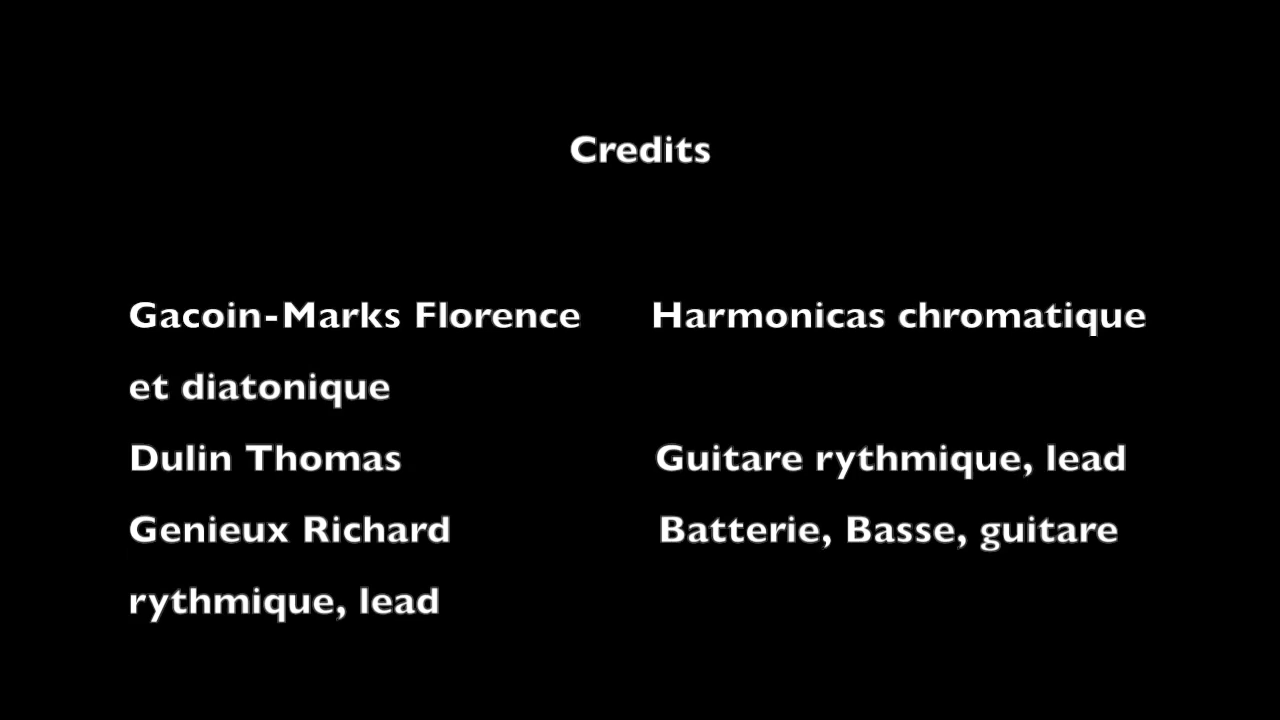 Credits
Gacoin-Marks Florence Harmonicas chromatique
et diatonique
Dulin Thomas Guitare rythmique, lead
Genieux Richard Batterie, Basse, guitare
rythmique, lead